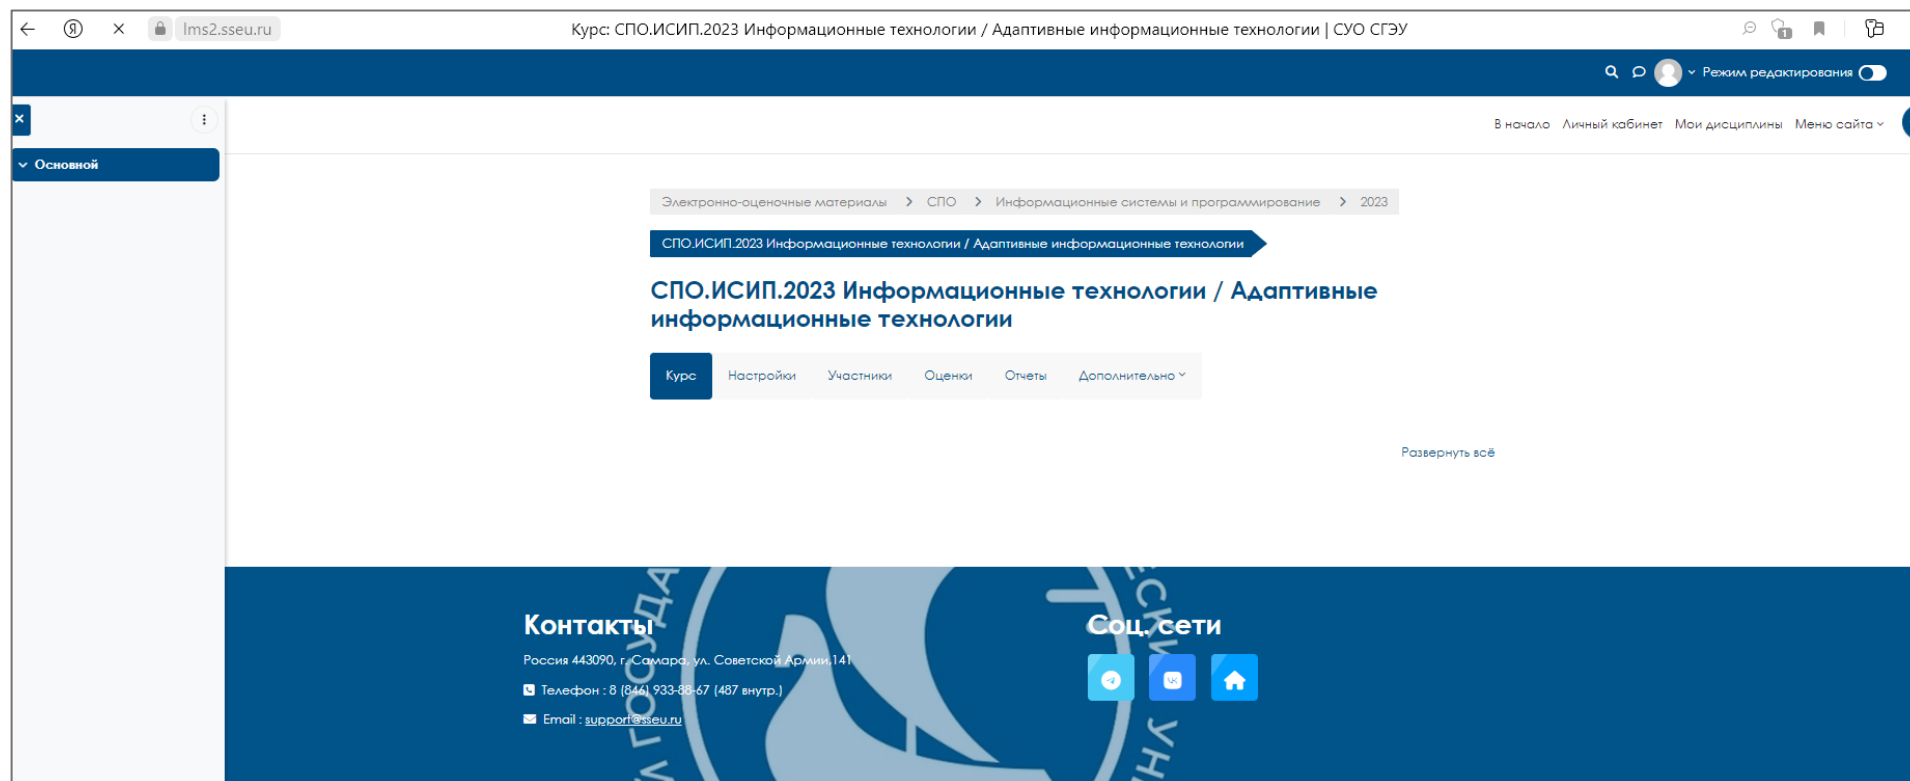 lms2.sseu.ru
Курс: СПО.ИСИП.2023 Информационные технологии / Адаптивные информационные технологии | СУО СГЭУ
1
Режим редактирования
В начало Личный кабинет Мои дисциплины Меню сайта
Основной
Электронно-оценочные материалы > СПО > Информационные системы и программирование > 2023
СПО.ИСИП.2023 Информационные технологии / Адаптивные информационные технологии
СПО.ИСИП.2023 Информационные технологии / Адаптивные
информационные технологии
Курс Настройки Участники Оценки Отчеты Дополнительно
Развернуть всё
Контакты
Россия 443090, г. Самара, ул. Советской Армии,141
Телефон : 8 (846) 933-88-67 (487 внутр.)
Email : support@sseu.ru
Соц. сети